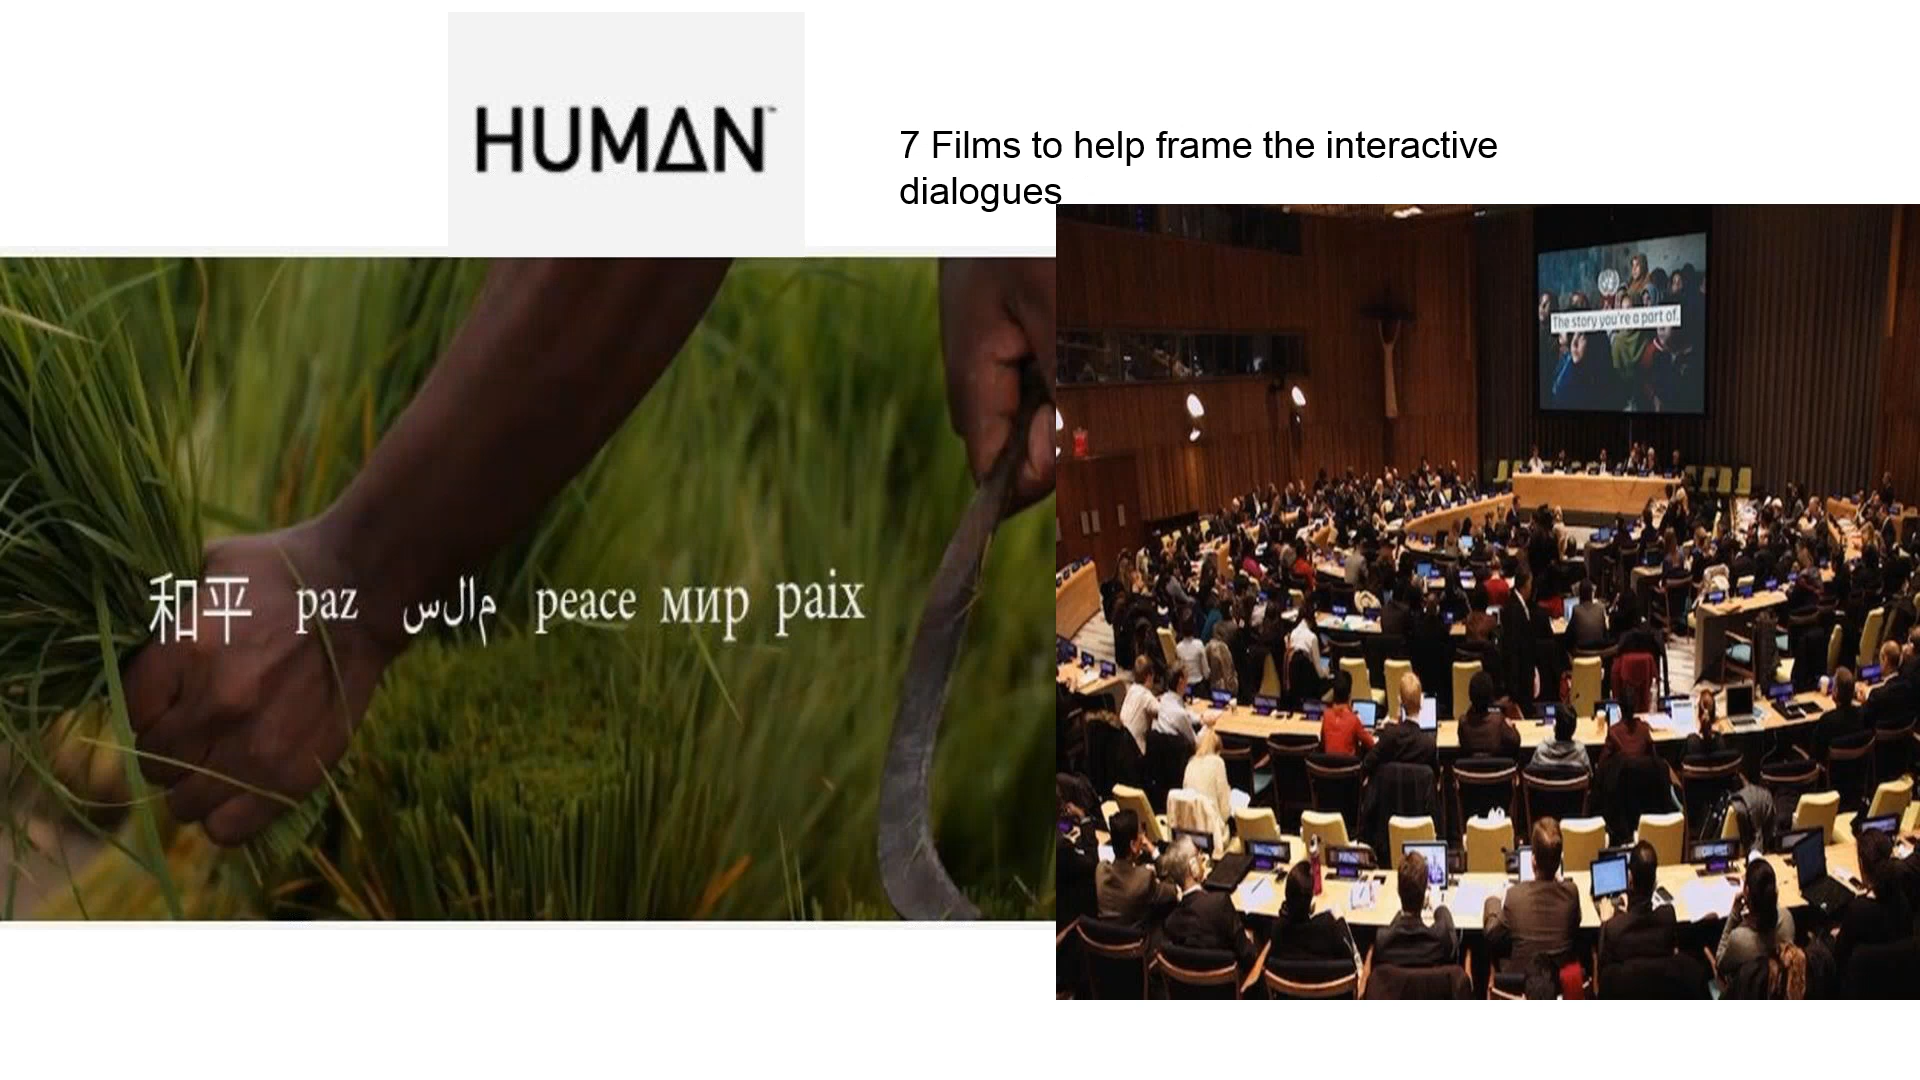 HUMAN™
7 Films to help frame the interactive
dialogues
The story you're a part of.
和平 paz مالس peace мир paix